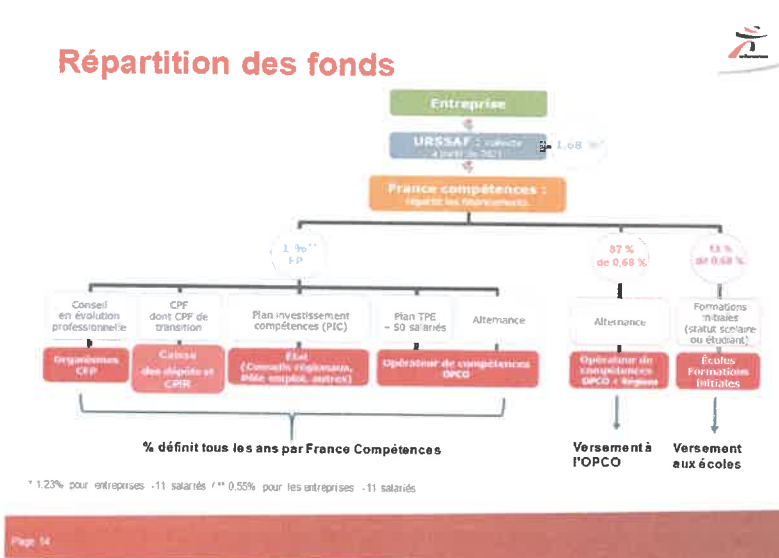 Répartition des fonds
Entreprise
URSSAF : collecte
à partir de 2021
1,68 %*
France compétences :
répartit les financements
1 %**
FP
87 %
de 0,68 %
13 %
de 0,68 %
Conseil
en évolution
professionnelle
CPF
dont CPF de
transition
Plan investissement
compétences (PIC)
Plan TPE
- 50 salariés
Alternance
Alternance
Formations
initiales
(statut scolaire
ou étudiant)
Organismes
CEP
Caisse
des dépôts et
CPIR
État
(Conseils régionaux,
Pôle emploi, autres)
Opérateur de compétences
OPCO
Opérateur de
compétences
OPCO + Régions
Écoles
Formations
Initiales
% définit tous les ans par France Compétences
Versement à
l'OPCO
Versement
aux écoles
* 1.23% pour entreprises -11 salariés / ** 0,55% pour les entreprises -11 salariés
Page 14